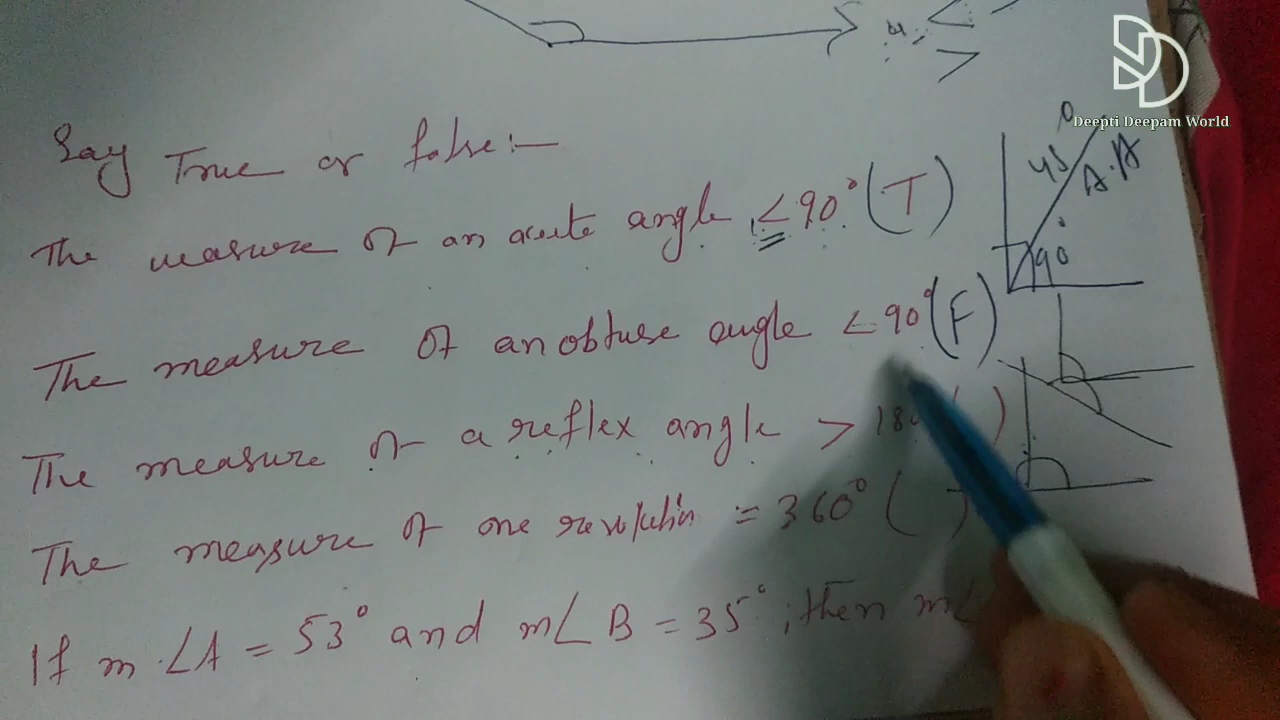 Deepti Deepam World
Say True or false:-
The measure of an acute angle < 90° (T)
The measure of an obtuse angle < 90° (F)
The measure of a reflex angle > 18 ( )
The measure of one revolution = 360° ( )
If m∠A = 53° and m∠B = 35°; then m∠
45
A.A
90°